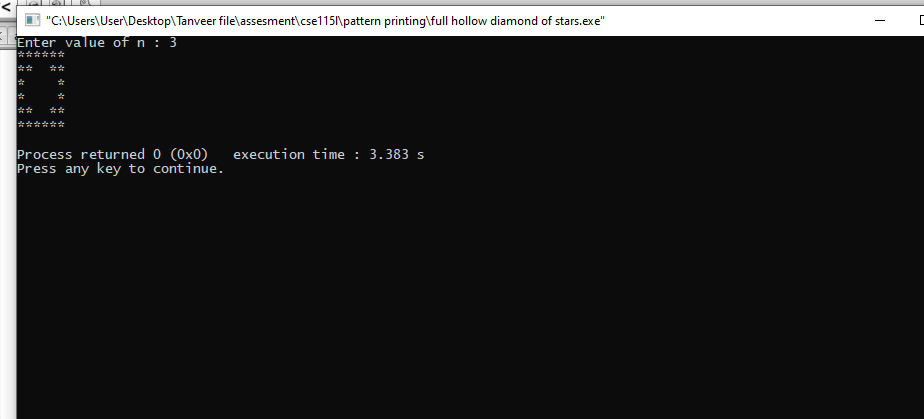 "C:\Users\User\Desktop\Tanveer file\assesment\cse115l\pattern printing\full hollow diamond of stars.exe"
Enter value of n : 3
******
**  **
*    *
*    *
**  **
******
Process returned 0 (0x0)   execution time : 3.383 s
Press any key to continue.